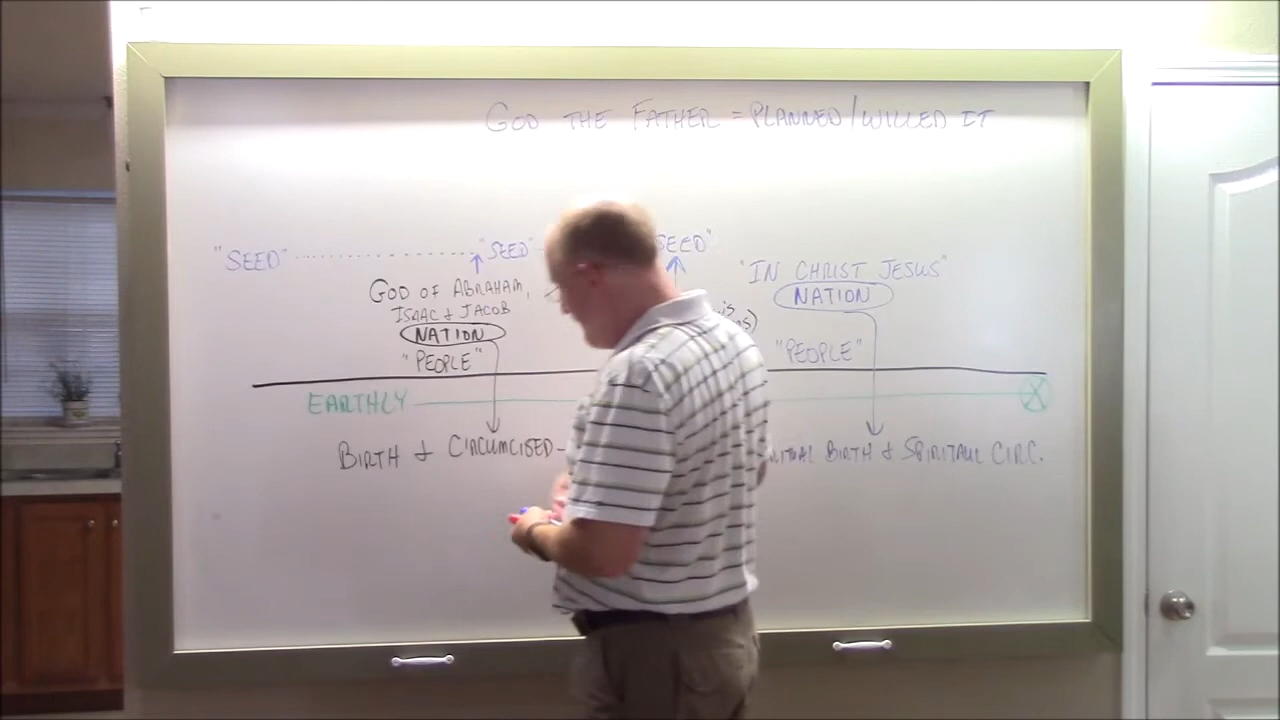 GOD THE FATHER = PLANNED/WILLED IT
"SEED" "SEED" SEED"
GOD OF ABRAHAM,
ISAAC & JACOB
NATION
"PEOPLE"
"IN CHRIST JESUS"
NATION
"PEOPLE"
EARTHLY X
BIRTH & CIRCUMCISED- BIRTH & SPIRITAUL CIRC.